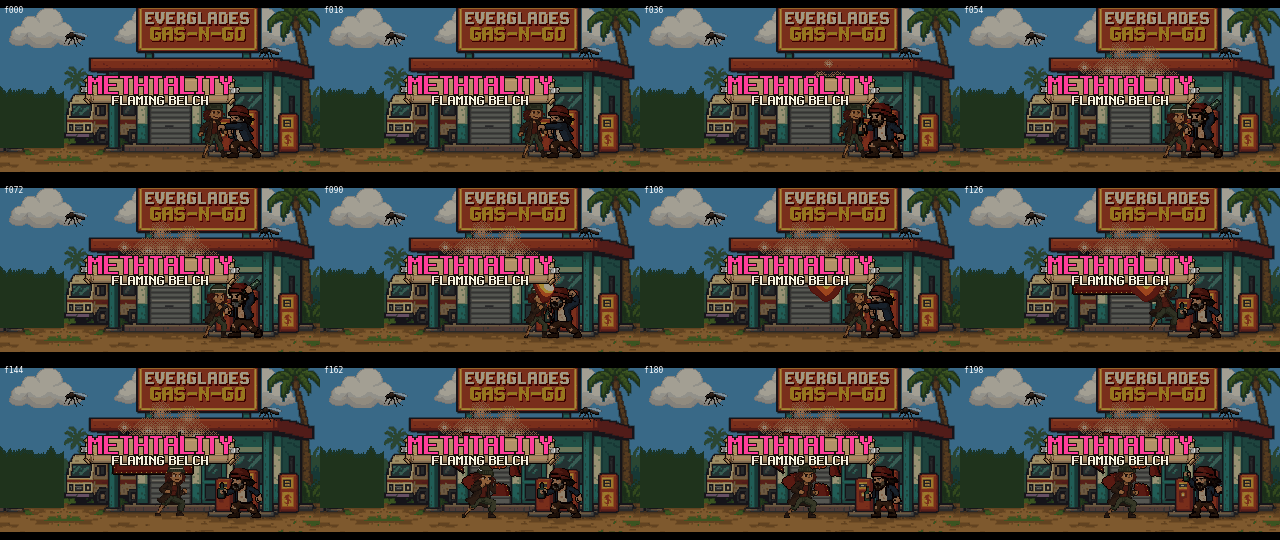 f000
EVERGLADES
GAS-N-GO
METHTALITY
FLAMING BELCH
$
f018
EVERGLADES
GAS-N-GO
METHTALITY
FLAMING BELCH
$
f036
EVERGLADES
GAS-N-GO
METHTALITY
FLAMING BELCH
$
f054
EVERGLADES
GAS-N-GO
METHTALITY
FLAMING BELCH
$
f072
EVERGLADES
GAS-N-GO
METHTALITY
FLAMING BELCH
$
f090
EVERGLADES
GAS-N-GO
METHTALITY
FLAMING BELCH
$
f108
EVERGLADES
GAS-N-GO
METHTALITY
FLAMING BELCH
$
f126
EVERGLADES
GAS-N-GO
METHTALITY
FLAMING BELCH
$
f144
EVERGLADES
GAS-N-GO
METHTALITY
FLAMING BELCH
$
f162
EVERGLADES
GAS-N-GO
METHTALITY
FLAMING BELCH
$
f180
EVERGLADES
GAS-N-GO
METHTALITY
FLAMING BELCH
$
f198
EVERGLADES
GAS-N-GO
METHTALITY
FLAMING BELCH
$